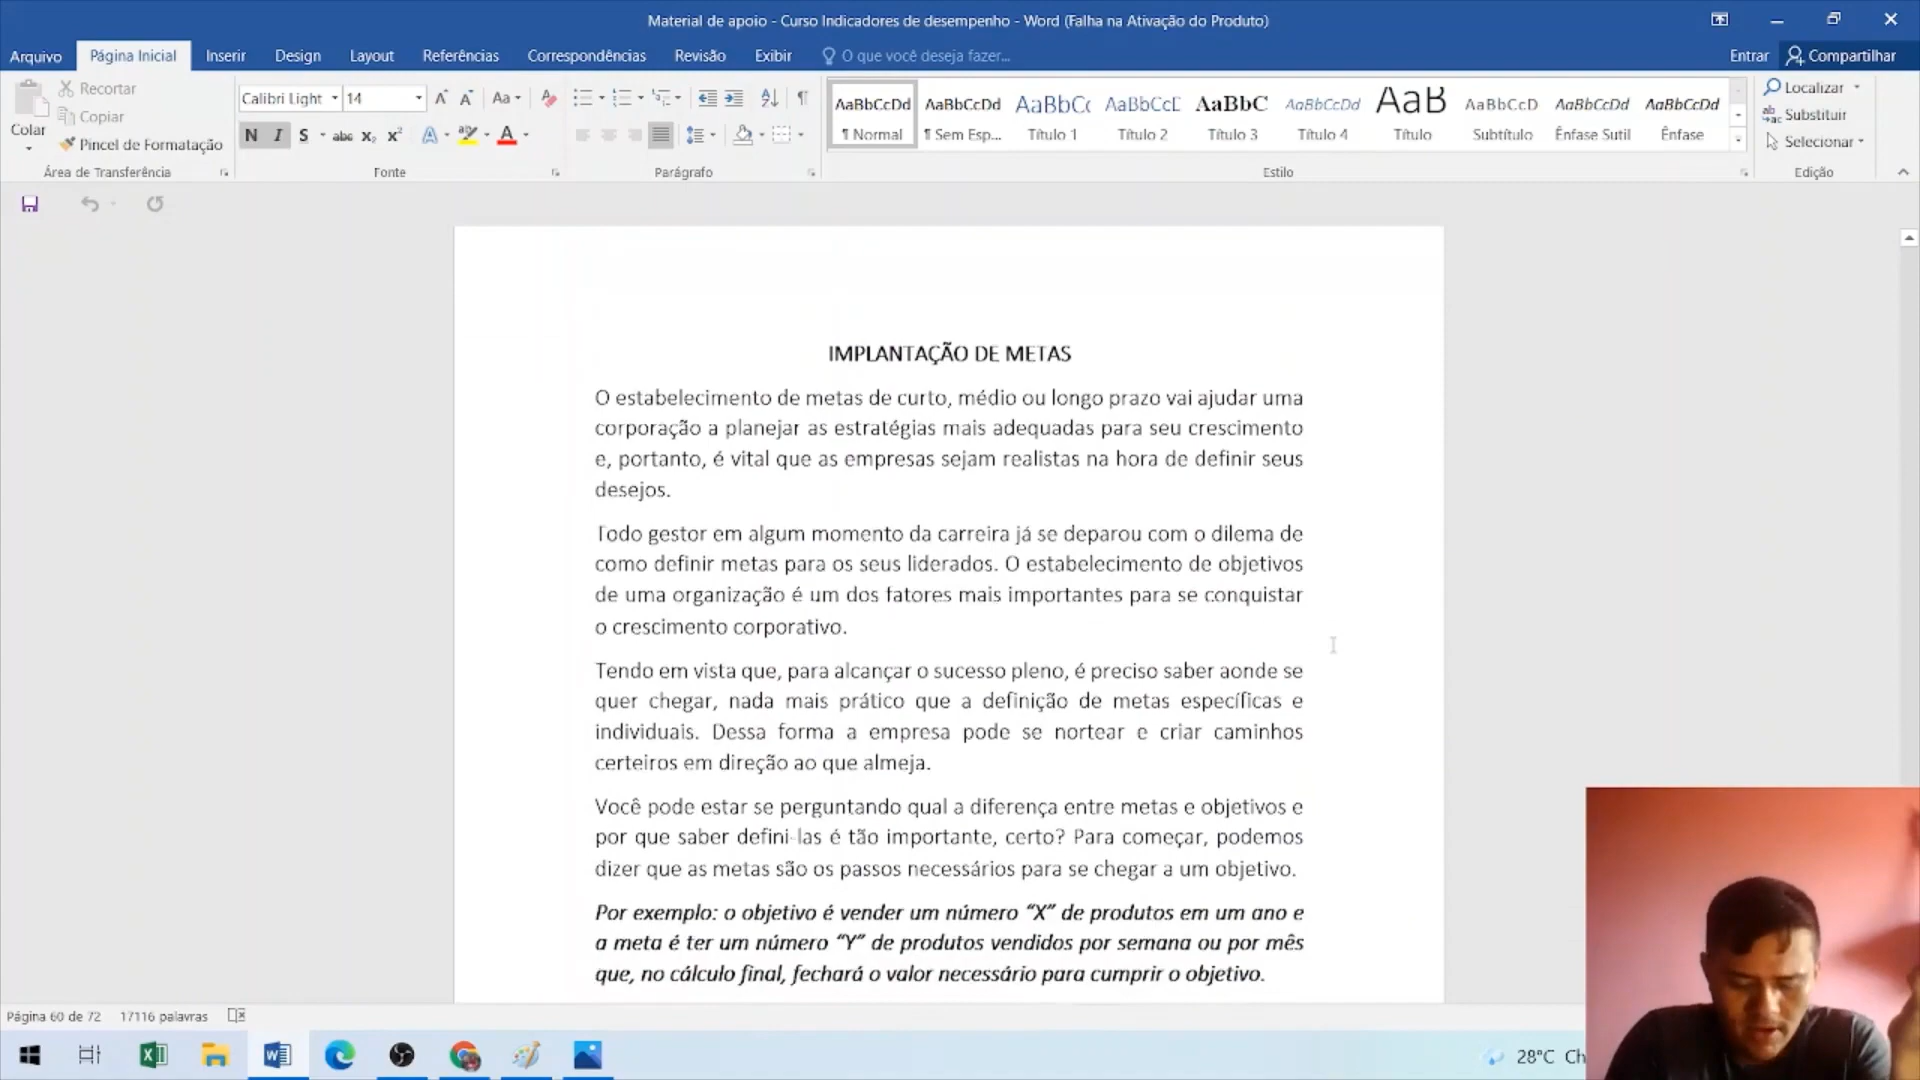 Material de apoio - Curso Indicadores de desempenho - Word (Falha na Ativação do Produto)
Arquivo Página Inicial Inserir Design Layout Referências Correspondências Revisão Exibir O que você deseja fazer... Entrar Compartilhar
Colar
Recortar
Copiar
Pincel de Formatação
Área de Transferência
Calibri Light 14 Aa
N I S abc x₂ x² A A
Fonte
Parágrafo
AaBbCcDd AaBbCcDd AaBbCc AaBbCcD AaBbC AaBbCcDd AaB AaBbCcD AaBbCcDd AaBbCcDd
¶ Normal ¶ Sem Esp... Título 1 Título 2 Título 3 Título 4 Título Subtítulo Ênfase Sutil Ênfase
Estilo
Localizar
Substituir
Selecionar
Edição
IMPLANTAÇÃO DE METAS
O estabelecimento de metas de curto, médio ou longo prazo vai ajudar uma
corporação a planejar as estratégias mais adequadas para seu crescimento
e, portanto, é vital que as empresas sejam realistas na hora de definir seus
desejos.
Todo gestor em algum momento da carreira já se deparou com o dilema de
como definir metas para os seus liderados. O estabelecimento de objetivos
de uma organização é um dos fatores mais importantes para se conquistar
o crescimento corporativo.
Tendo em vista que, para alcançar o sucesso pleno, é preciso saber aonde se
quer chegar, nada mais prático que a definição de metas específicas e
individuais. Dessa forma a empresa pode se nortear e criar caminhos
certeiros em direção ao que almeja.
Você pode estar se perguntando qual a diferença entre metas e objetivos e
por que saber defini-las é tão importante, certo? Para começar, podemos
dizer que as metas são os passos necessários para se chegar a um objetivo.
Por exemplo: o objetivo é vender um número “X” de produtos em um ano e
a meta é ter um número “Y” de produtos vendidos por semana ou por mês
que, no cálculo final, fechará o valor necessário para cumprir o objetivo.
Página 60 de 72 17116 palavras
28°C Ch